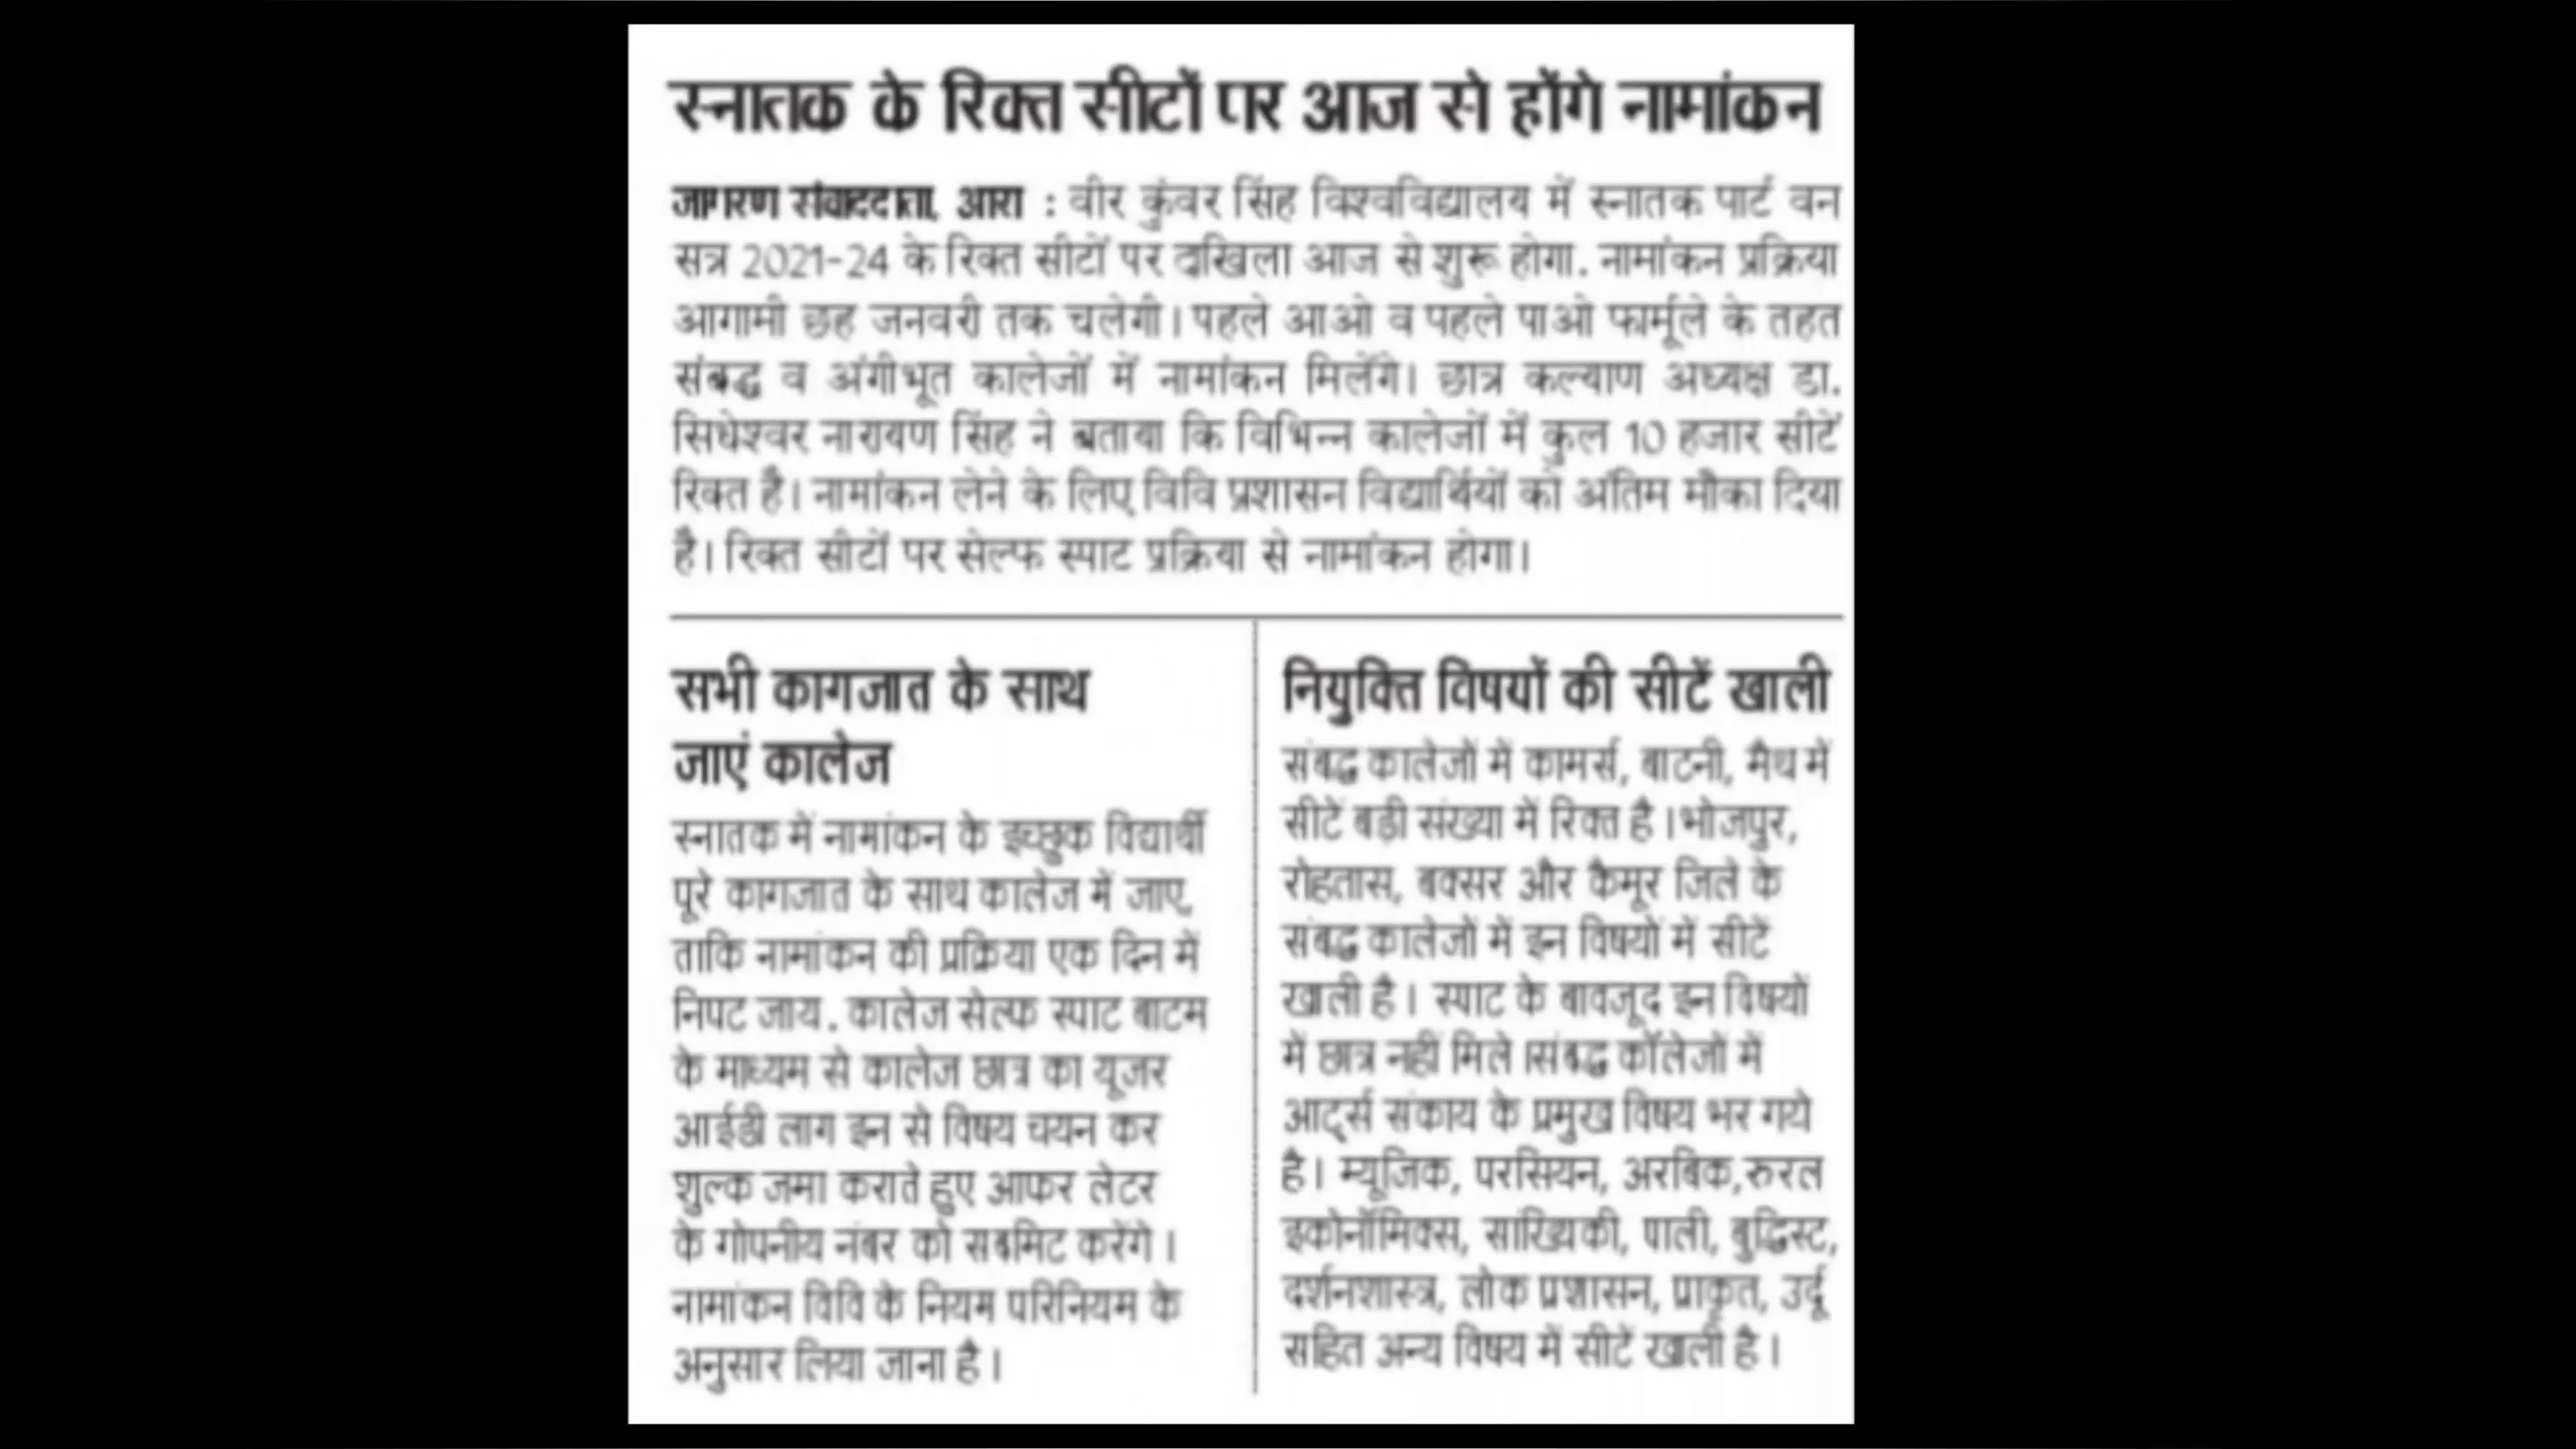 स्नातक के रिक्त सीटों पर आज से होंगे नामांकन
जागरण संवाददाता, आरा : वीर कुंवर सिंह विश्वविद्यालय में स्नातक पार्ट वन
सत्र 2021-24 के रिक्त सीटों पर दाखिला आज से शुरू होगा. नामांकन प्रक्रिया
आगामी छह जनवरी तक चलेगी। पहले आओ व पहले पाओ फार्मूले के तहत
संबद्ध व अंगीभूत कालेजों में नामांकन मिलेंगे। छात्र कल्याण अध्यक्ष डा.
सिधेश्वर नारायण सिंह ने बताया कि विभिन्न कालेजों में कुल 10 हजार सीटें
रिक्त है। नामांकन लेने के लिए विवि प्रशासन विद्यार्थियों को अंतिम मौका दिया
है। रिक्त सीटों पर सेल्फ स्पाट प्रक्रिया से नामांकन होगा।
सभी कागजात के साथ
जाएं कालेज
स्नातक में नामांकन के इच्छुक विद्यार्थी
पूरे कागजात के साथ कालेज में जाए,
ताकि नामांकन की प्रक्रिया एक दिन में
निपट जाय. कालेज सेल्फ स्पाट बाटम
के माध्यम से कालेज छात्र का यूजर
आईडी लाग इन से विषय चयन कर
शुल्क जमा कराते हुए आफर लेटर
के गोपनीय नंबर को सबमिट करेंगे।
नामांकन विवि के नियम परिनियम के
अनुसार लिया जाना है।
नियुक्ति विषयों की सीटें खाली
संबद्ध कालेजों में कामर्स, बाटनी, मैथ में
सीटें बड़ी संख्या में रिक्त है।भोजपुर,
रोहतास, बक्सर और कैमूर जिले के
संबद्ध कालेजों में इन विषयों में सीटें
खाली है। स्पाट के बावजूद इन विषयों
में छात्र नहीं मिले।संबद्ध कॉलेजों में
आर्ट्स संकाय के प्रमुख विषय भर गये
है। म्यूजिक, परसियन, अरबिक,रुरल
इकोनॉमिक्स, सांख्यिकी, पाली, बुद्धिस्ट,
दर्शनशास्त्र, लोक प्रशासन, प्राकृत, उर्दू
सहित अन्य विषय में सीटें खाली है।